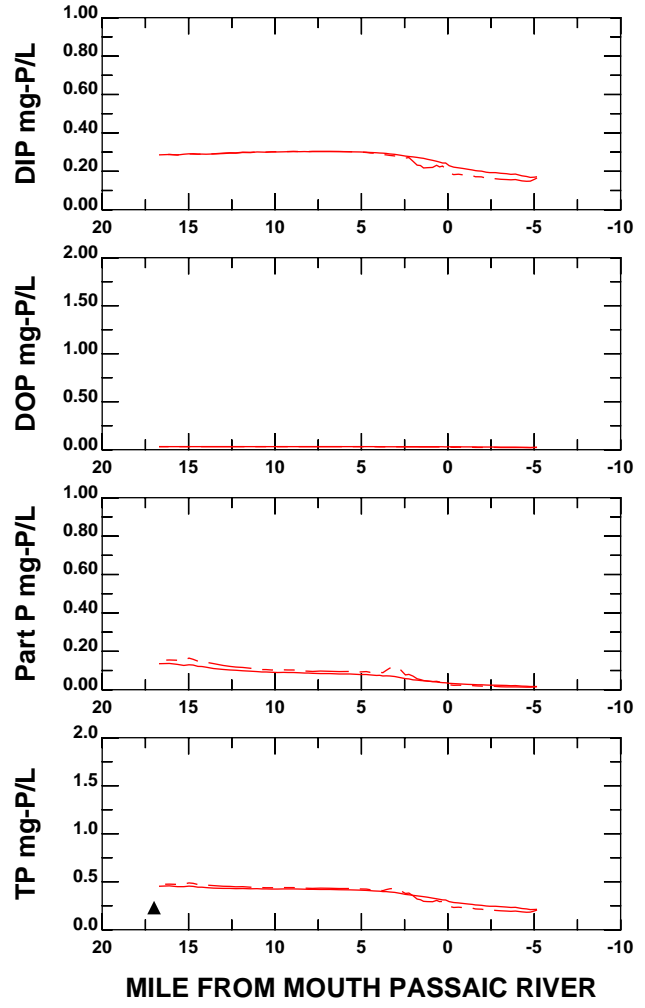 DIP mg-P/L
1.00
0.80
0.60
0.40
0.20
0.00
20 15 10 5 0 -5 -10
DOP mg-P/L
2.00
1.50
1.00
0.50
0.00
20 15 10 5 0 -5 -10
Part P mg-P/L
1.00
0.80
0.60
0.40
0.20
0.00
20 15 10 5 0 -5 -10
TP mg-P/L
2.0
1.5
1.0
0.5
0.0
20 15 10 5 0 -5 -10
MILE FROM MOUTH PASSAIC RIVER